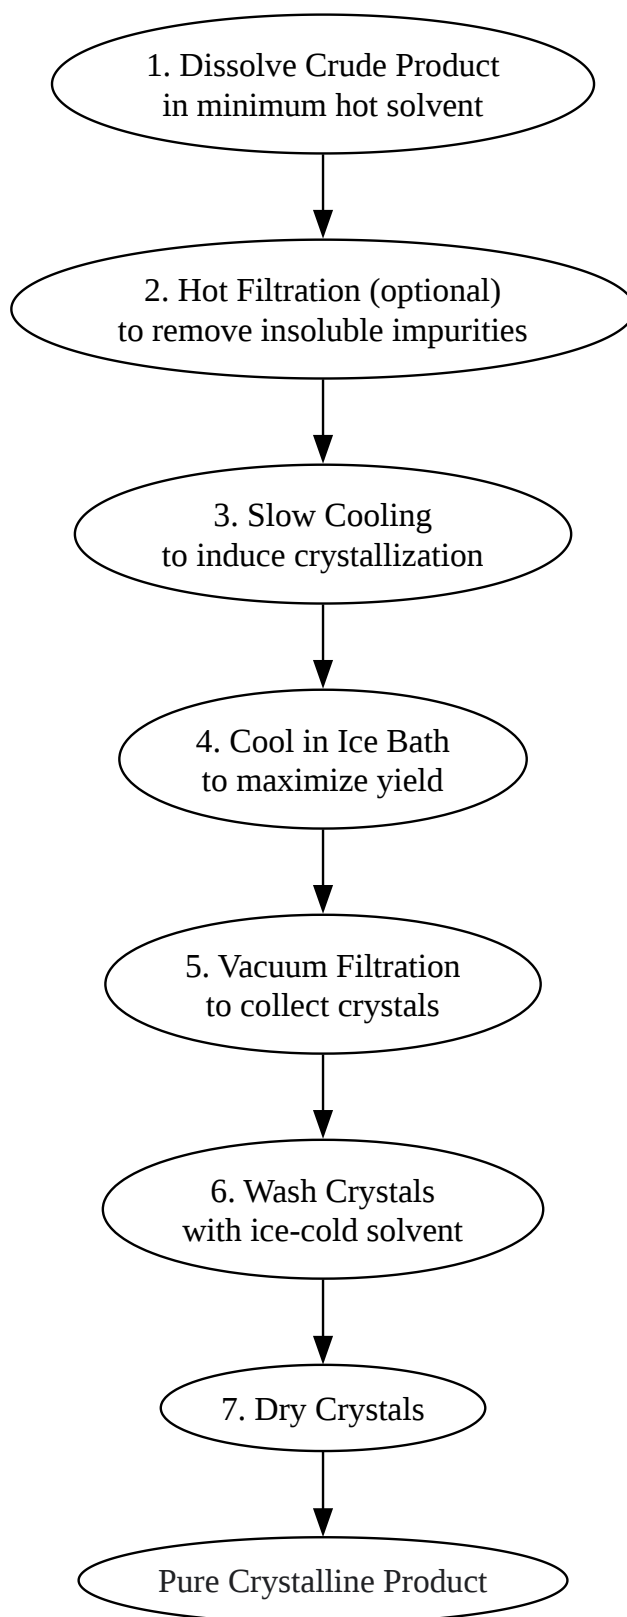 1. Dissolve Crude Product
in minimum hot solvent
2. Hot Filtration (optional)
to remove insoluble impurities
3. Slow Cooling
to induce crystallization
4. Cool in Ice Bath
to maximize yield
5. Vacuum Filtration
to collect crystals
6. Wash Crystals
with ice-cold solvent
7. Dry Crystals
Pure Crystalline Product